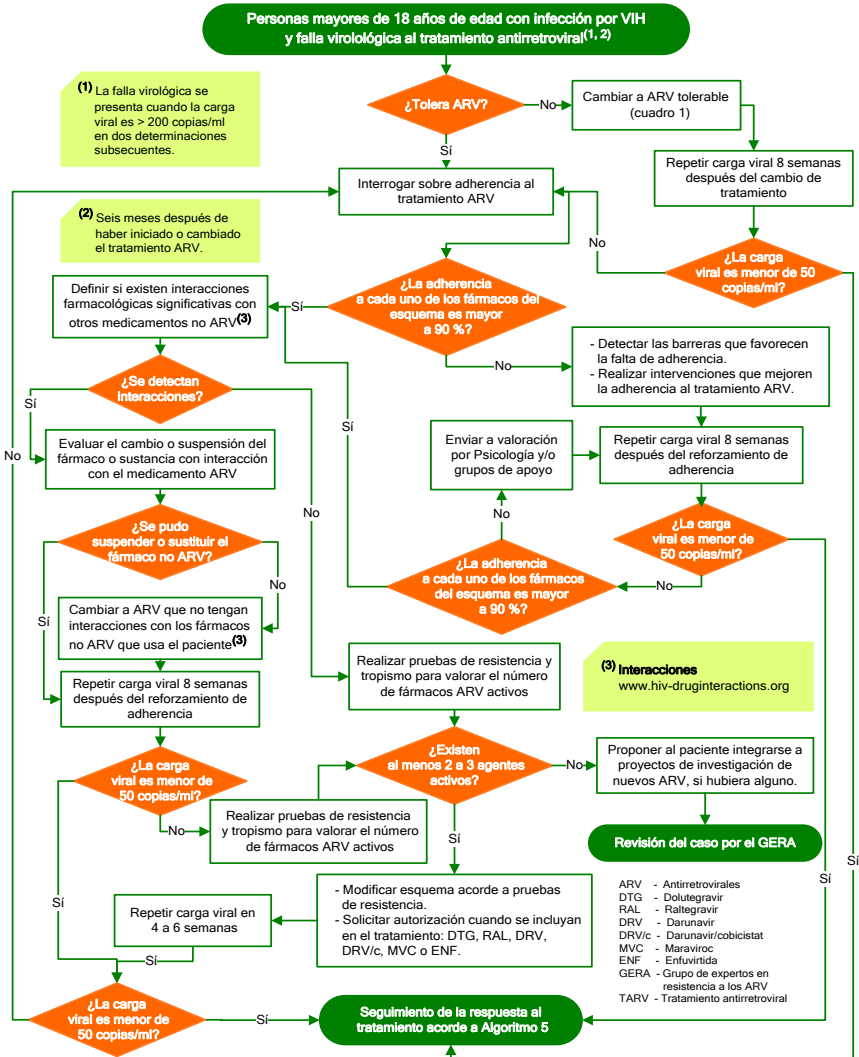 Personas mayores de 18 años de edad con infección por VIH
y falla virolológica al tratamiento antirretroviral(1, 2)
(1) La falla virológica se
presenta cuando la carga
viral es > 200 copias/ml
en dos determinaciones
subsecuentes.
¿Tolera ARV?
No
Cambiar a ARV tolerable
(cuadro 1)
Sí
Repetir carga viral 8 semanas
después del cambio de
tratamiento
Interrogar sobre adherencia al
tratamiento ARV
(2) Seis meses después de
haber iniciado o cambiado
el tratamiento ARV.
No
¿La carga
viral es menor de 50
copias/ml?
Definir si existen interacciones
farmacológicas significativas con
otros medicamentos no ARV(3)
Sí
¿La adherencia
a cada uno de los fármacos del
esquema es mayor
a 90 %?
No
- Detectar las barreras que favorecen
la falta de adherencia.
- Realizar intervenciones que mejoren
la adherencia al tratamiento ARV.
¿Se detectan
interacciones?
Sí
Sí
No
Evaluar el cambio o suspensión del
fármaco o sustancia con interacción
con el medicamento ARV
Enviar a valoración
por Psicología y/o
grupos de apoyo
Repetir carga viral 8 semanas
después del reforzamiento de
adherencia
No
No
¿Se pudo
suspender o sustituir el
fármaco no ARV?
¿La carga
viral es menor de
50 copias/ml?
¿La adherencia
a cada uno de los fármacos
del esquema es mayor
a 90 %?
No
No
Sí
Cambiar a ARV que no tengan
interacciones con los fármacos
no ARV que usa el paciente(3)
Realizar pruebas de resistencia y
tropismo para valorar el número
de fármacos ARV activos
(3) Interacciones
www.hiv-druginteractions.org
Repetir carga viral 8 semanas
después del reforzamiento de
adherencia
¿La carga
viral es menor de
50 copias/ml?
¿Existen
al menos 2 a 3 agentes
activos?
No
Proponer al paciente integrarse a
proyectos de investigación de
nuevos ARV, si hubiera alguno.
No
Realizar pruebas de resistencia
y tropismo para valorar el número
de fármacos ARV activos
Sí
Revisión del caso por el GERA
Sí
Sí
Sí
Repetir carga viral en
4 a 6 semanas
- Modificar esquema acorde a pruebas
de resistencia.
- Solicitar autorización cuando se incluyan
en el tratamiento: DTG, RAL, DRV,
DRV/c, MVC o ENF.
ARV - Antirretrovirales
DTG - Dolutegravir
RAL - Raltegravir
DRV - Darunavir
DRV/c - Darunavir/cobicistat
MVC - Maraviroc
ENF - Enfuvirtida
GERA - Grupo de expertos en
resistencia a los ARV
TARV - Tratamiento antirretroviral
Sí
¿La carga
viral es menor de
50 copias/ml?
Sí
Seguimiento de la respuesta al
tratamiento acorde a Algoritmo 5